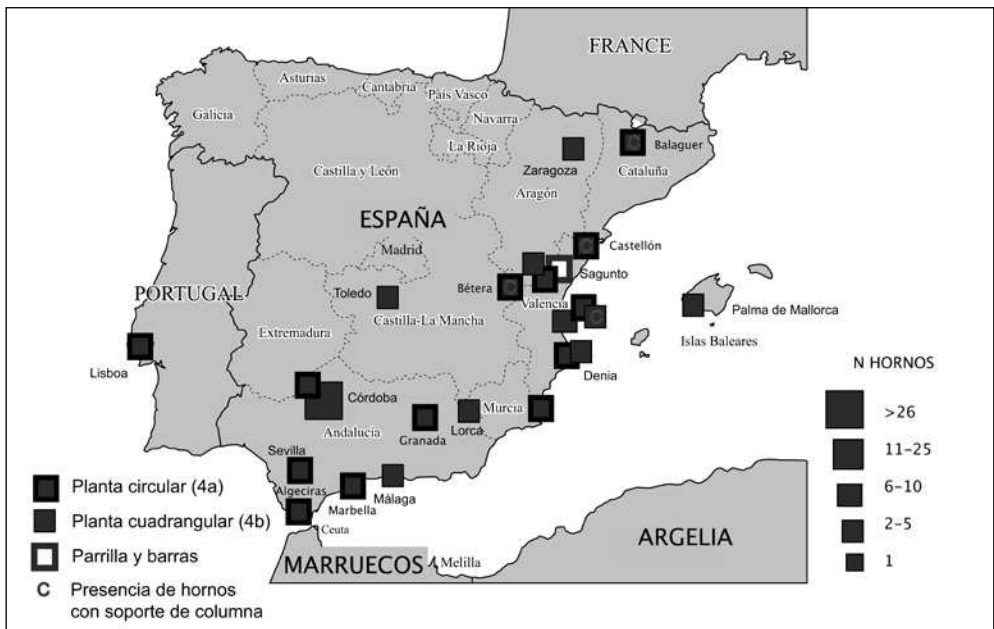 FRANCE
Asturias
Cantabria
País Vasco
Navarra
Galicia
La Rioja
Castilla y León
Zaragoza
Aragón
C
Balaguer
Cataluña
ESPAÑA
Madrid
C
Castellón
Sagunto
Toledo
C
Bétera
Valencia
Castilla-La Mancha
C
Palma de Mallorca
Islas Baleares
PORTUGAL
Extremadura
Lisboa
Denia
Córdoba
Murcia
Lorca
Granada
Andalucía
Sevilla
Algeciras
Marbella
Málaga
Ceuta
MARRUECOS
Melilla
ARGELIA
N HORNOS
>26
11-25
6-10
2-5
1
Planta circular (4a)
Planta cuadrangular (4b)
Parrilla y barras
C Presencia de hornos
con soporte de columna